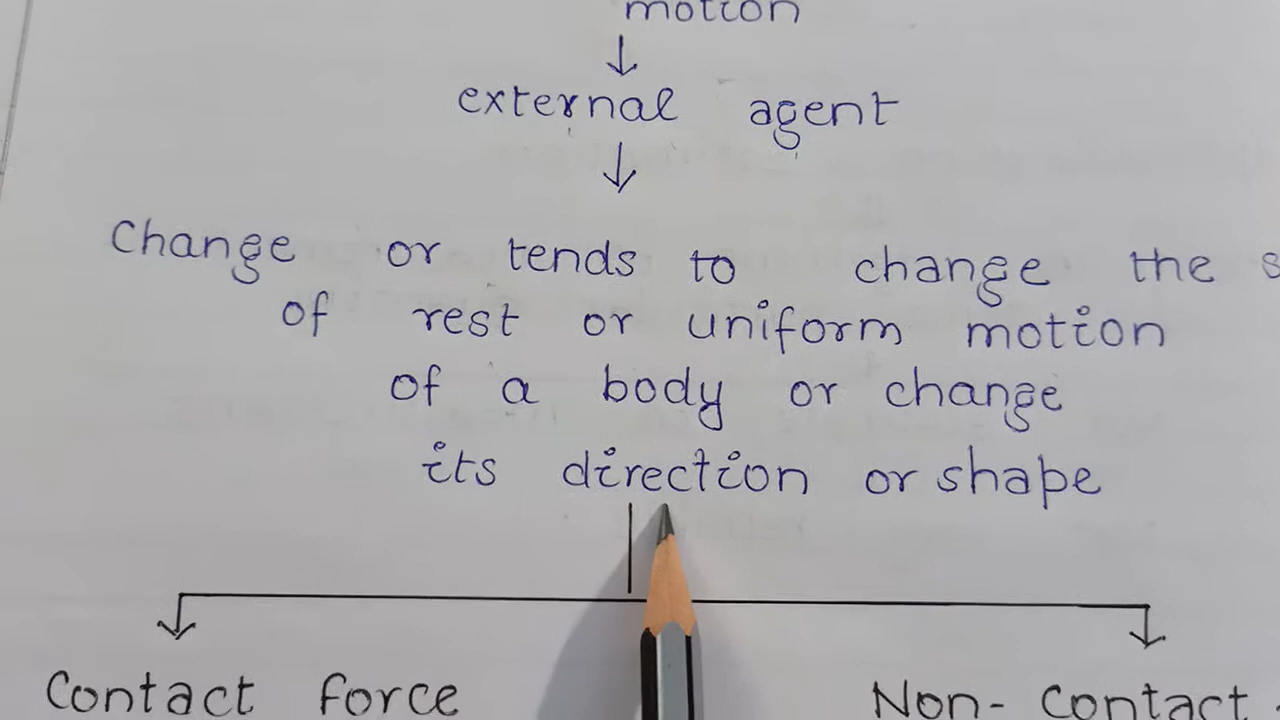 motion
↓
external agent
↓
Change or tends to change the
of rest or uniform motion
of a body or change
its direction or shape
Contact force Non- Contact